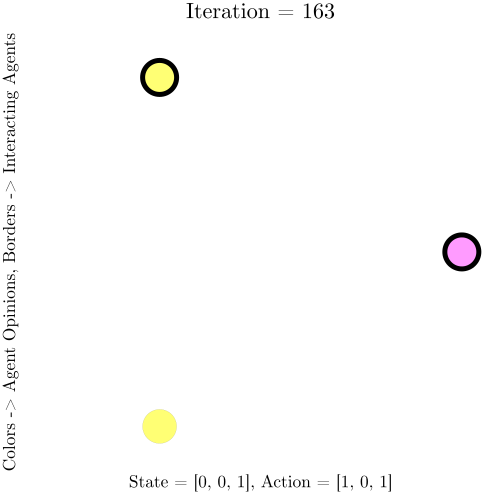 Iteration = 163
Colors -> Agent Opinions, Borders -> Interacting Agents
State = [0, 0, 1], Action = [1, 0, 1]